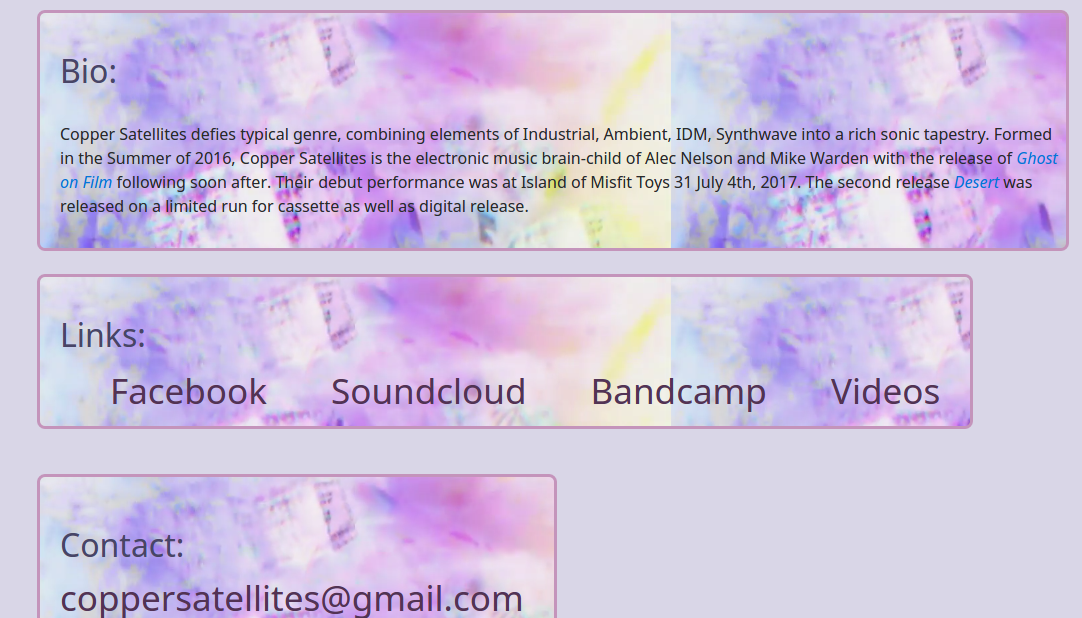 Bio:
Copper Satellites defies typical genre, combining elements of Industrial, Ambient, IDM, Synthwave into a rich sonic tapestry. Formed
in the Summer of 2016, Copper Satellites is the electronic music brain-child of Alec Nelson and Mike Warden with the release of Ghost
on Film following soon after. Their debut performance was at Island of Misfit Toys 31 July 4th, 2017. The second release Desert was
released on a limited run for cassette as well as digital release.
Links:
Facebook Soundcloud Bandcamp Videos
Contact:
coppersatellites@gmail.com